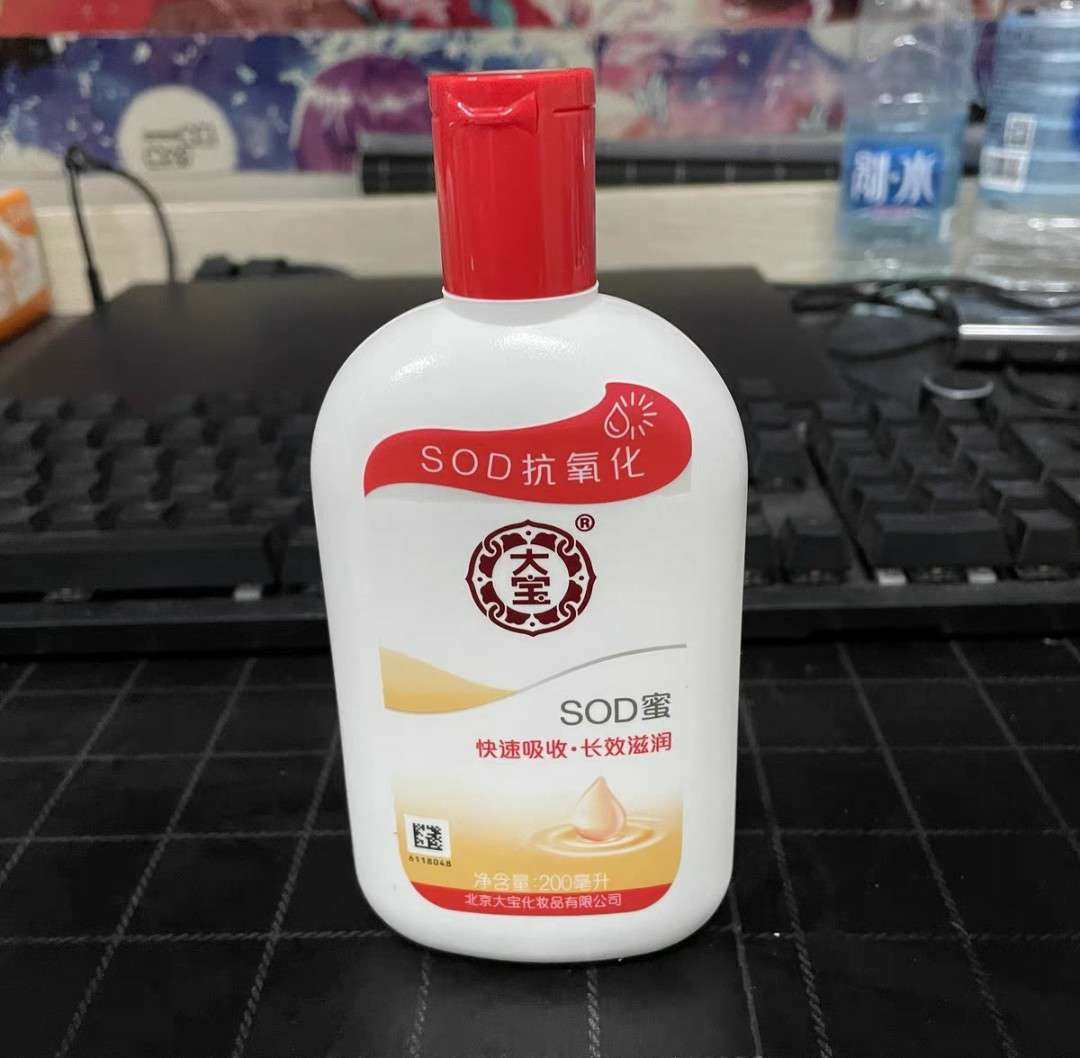 SOD抗氧化
®
大宝
SOD蜜
快速吸收·长效滋润
6118048
净含量:200毫升
北京大宝化妆品有限公司